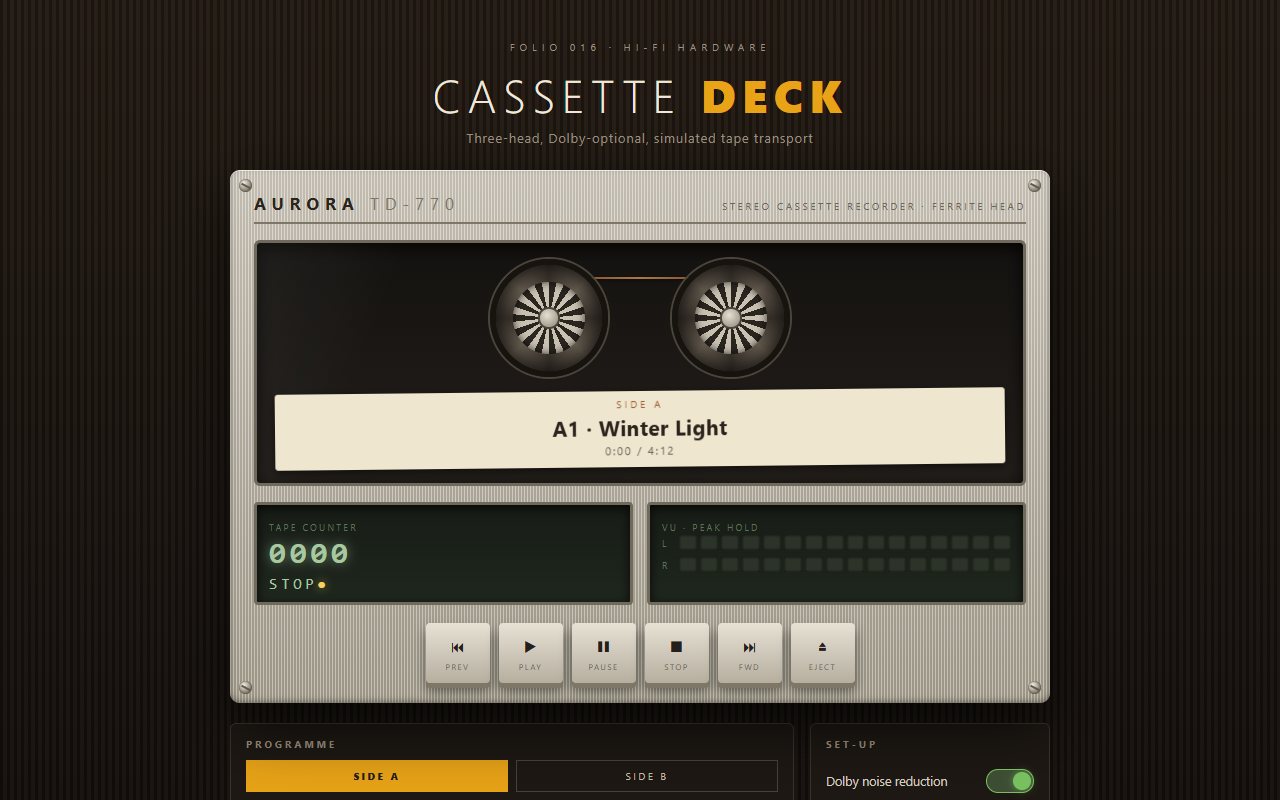 FOLIO 016 · HI-FI HARDWARE
CASSETTE DECK
Three-head, Dolby-optional, simulated tape transport
AURORA TD-770
STEREO CASSETTE RECORDER · FERRITE HEAD
SIDE A
A1 · Winter Light
0:00 / 4:12
TAPE COUNTER
0000
STOP
VU · PEAK HOLD
L
R
PREV
PLAY
PAUSE
STOP
FWD
EJECT
PROGRAMME
SIDE A
SIDE B
SET-UP
Dolby noise reduction